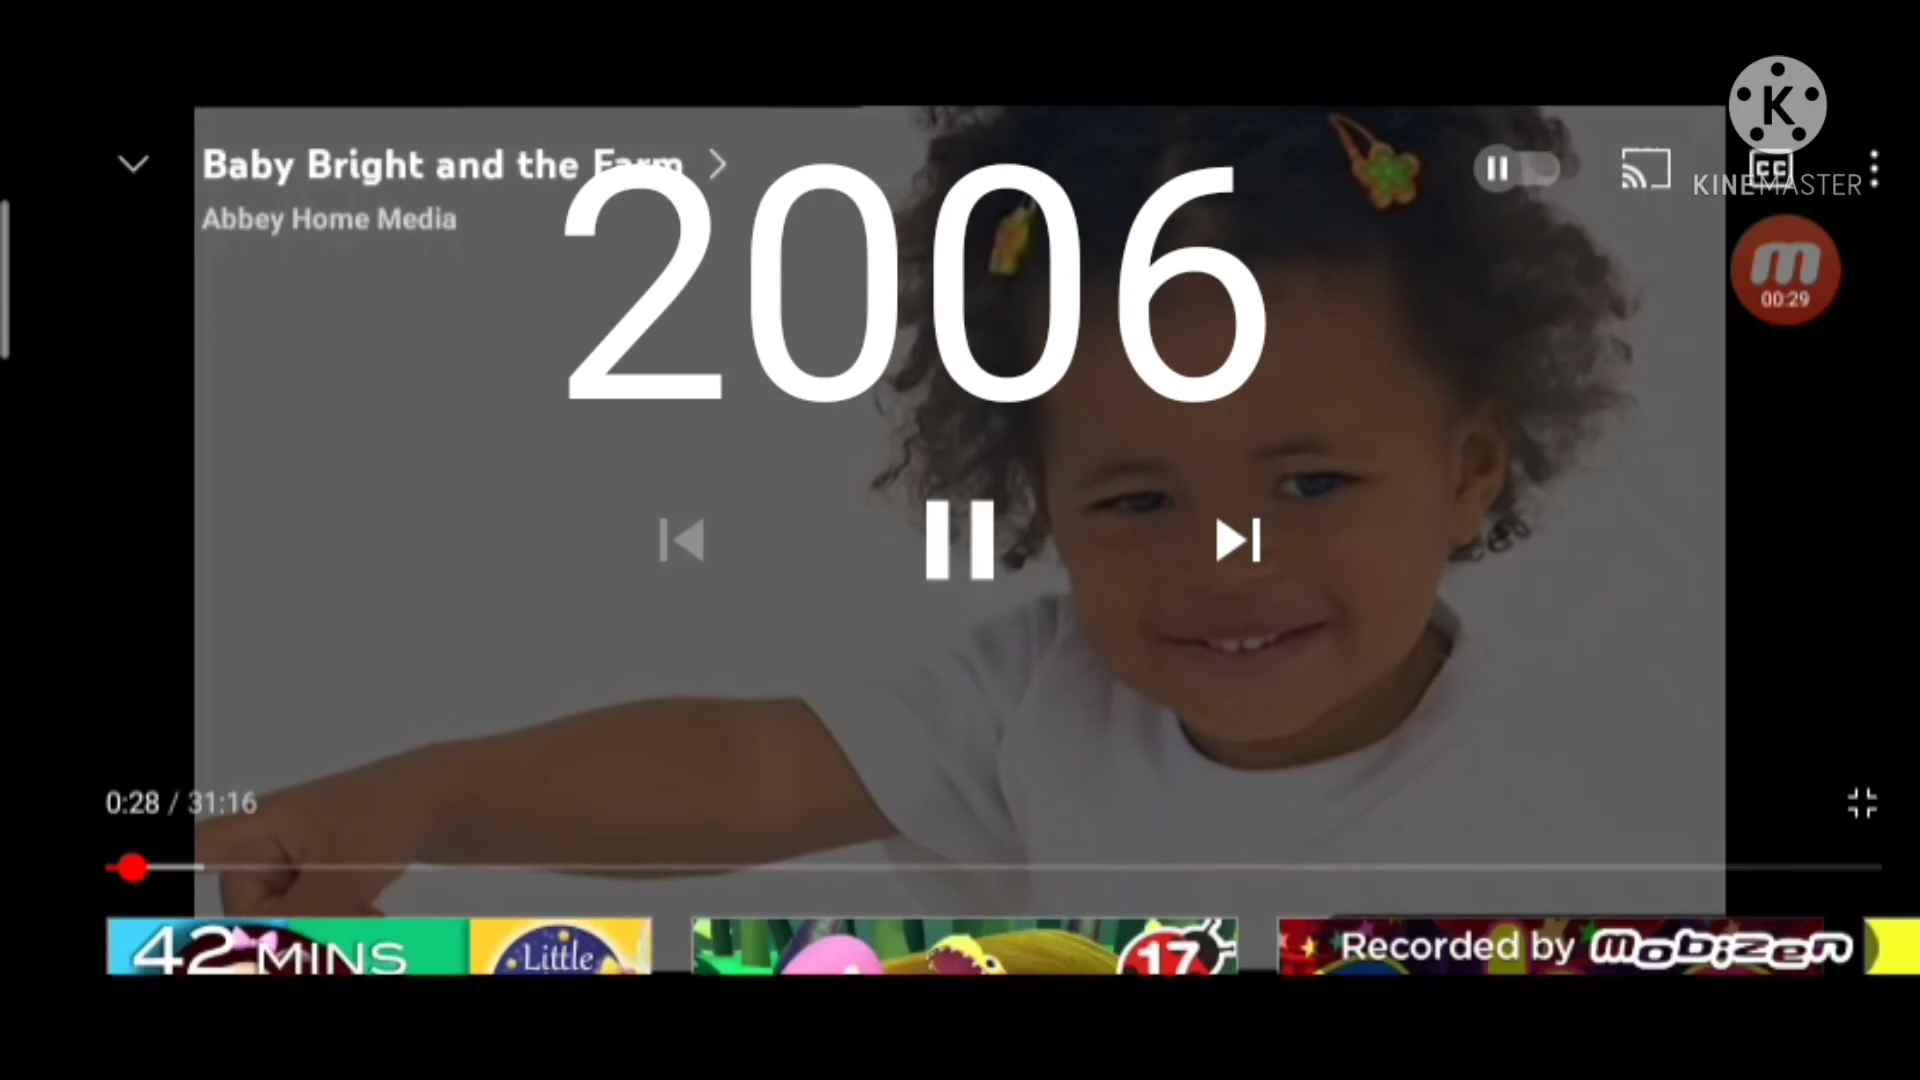 Baby Bright and the Farm
Abbey Home Media
2006
K
KINEMASTER
CC
m
00:29
0:28 / 31:16
42 MINS
Little
17
Recorded by mobizen